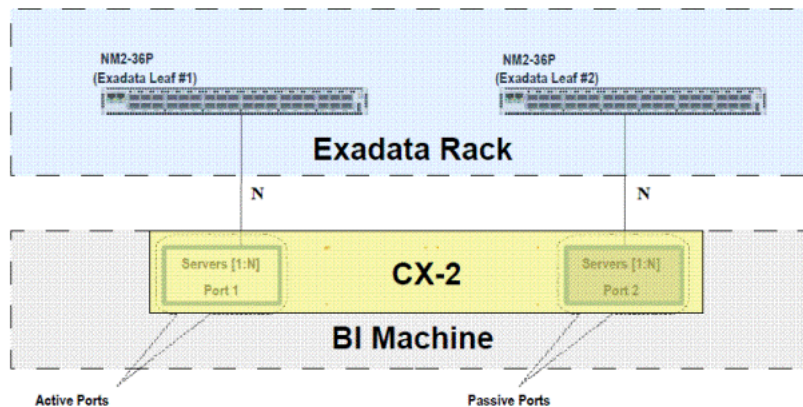 NM2-36P
(Exadata Leaf #1)
NM2-36P
(Exadata Leaf #2)
Exadata Rack
N
N
Servers [1:N]
Port 1
CX-2
Servers [1:N]
Port 2
BI Machine
Active Ports
Passive Ports